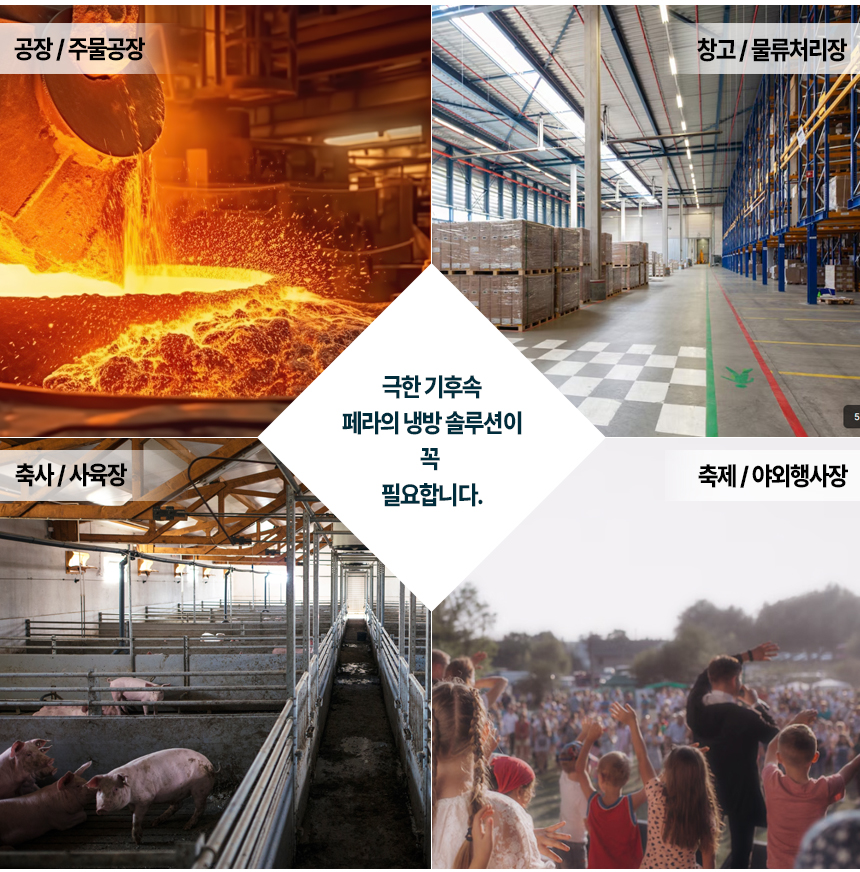 공장 / 주물공장
창고 / 물류처리장
극한 기후속
페라의 냉방 솔루션이
꼭
필요합니다.
5
축사 / 사육장
축제 / 야외행사장